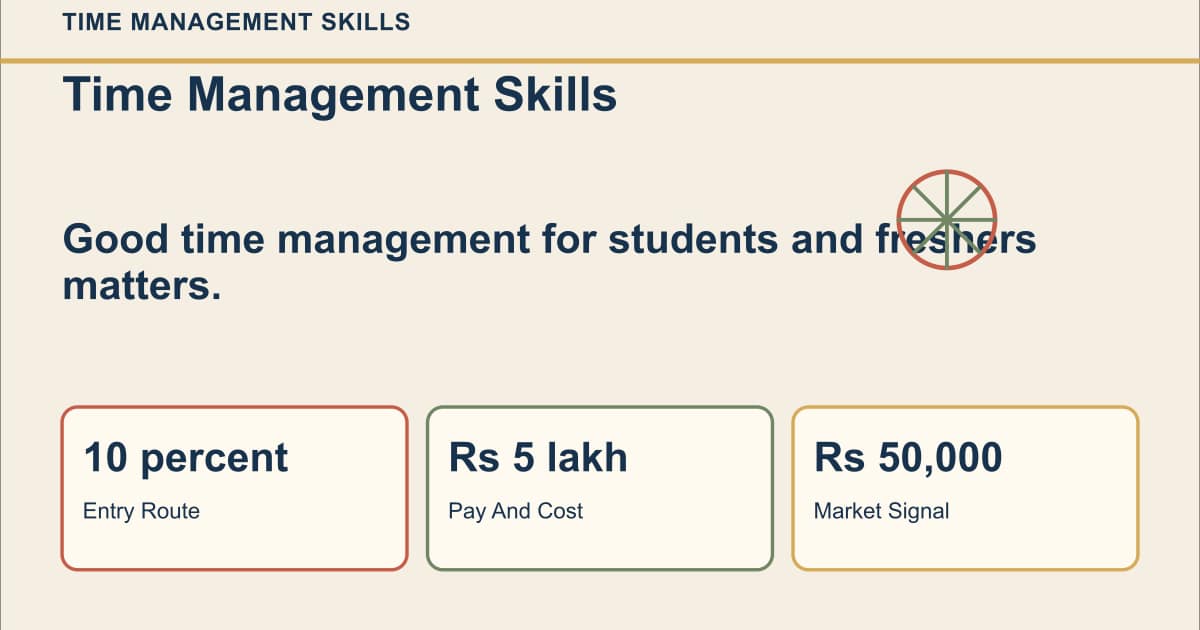 TIME MANAGEMENT SKILLS
Time Management Skills
Good time management for students and freshers
matters.
10 percent
Entry Route
Rs 5 lakh
Pay And Cost
Rs 50,000
Market Signal